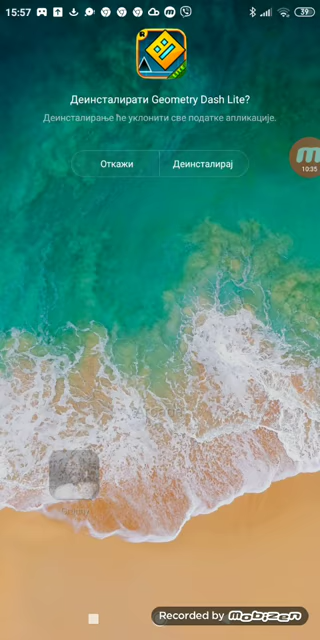 15:57
39
LITE
Деинсталирати Geometry Dash Lite?
Деинсталирање ће уклонити све податке апликације.
Откажи
Деинсталирај
10:35
Recorded by mobizen